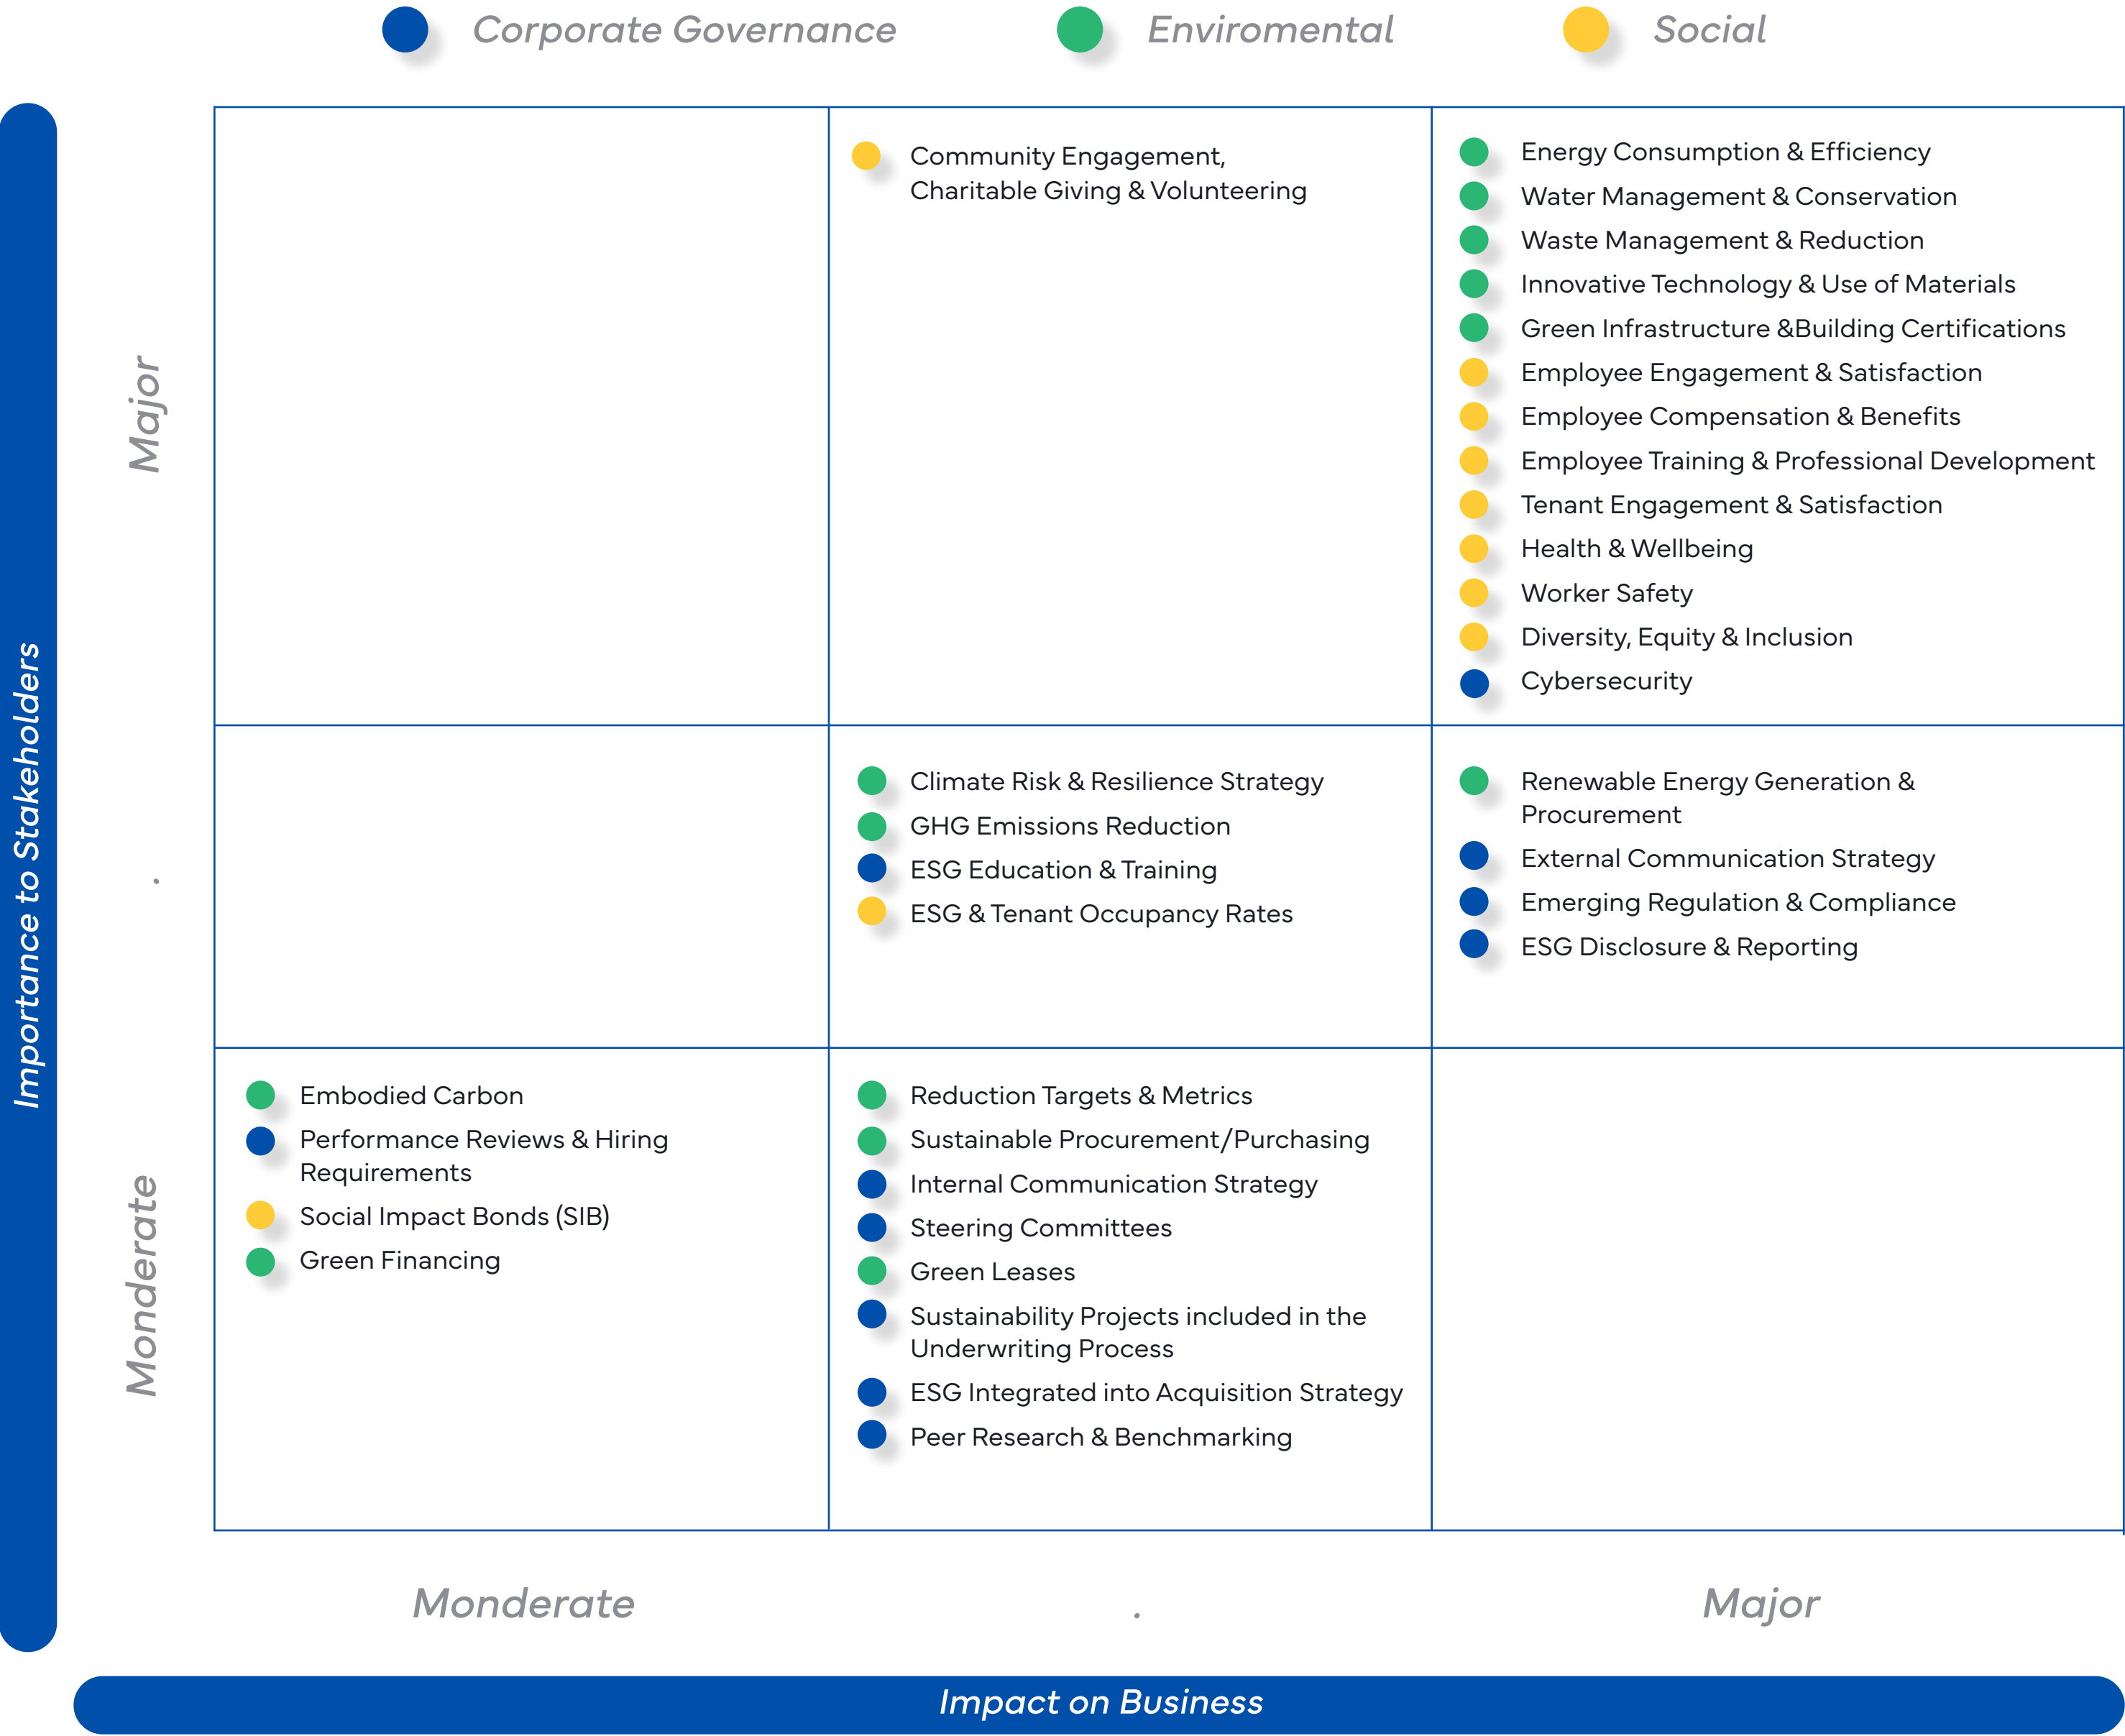 Corporate Governance
Enviromental
Social
Importance to Stakeholders
Major
.
Monderate
Community Engagement,
Charitable Giving & Volunteering
Energy Consumption & Efficiency
Water Management & Conservation
Waste Management & Reduction
Innovative Technology & Use of Materials
Green Infrastructure &Building Certifications
Employee Engagement & Satisfaction
Employee Compensation & Benefits
Employee Training & Professional Development
Tenant Engagement & Satisfaction
Health & Wellbeing
Worker Safety
Diversity, Equity & Inclusion
Cybersecurity
Climate Risk & Resilience Strategy
GHG Emissions Reduction
ESG Education & Training
ESG & Tenant Occupancy Rates
Renewable Energy Generation &
Procurement
External Communication Strategy
Emerging Regulation & Compliance
ESG Disclosure & Reporting
Embodied Carbon
Performance Reviews & Hiring
Requirements
Social Impact Bonds (SIB)
Green Financing
Reduction Targets & Metrics
Sustainable Procurement/Purchasing
Internal Communication Strategy
Steering Committees
Green Leases
Sustainability Projects included in the
Underwriting Process
ESG Integrated into Acquisition Strategy
Peer Research & Benchmarking
Monderate
.
Major
Impact on Business